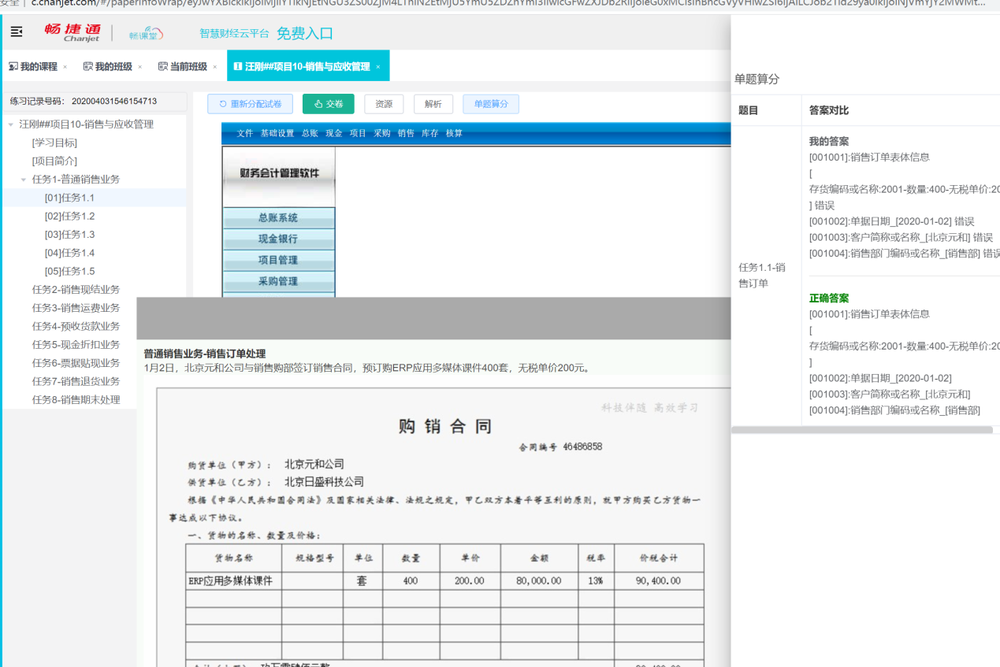 安全 | c.chanjet.com/#/paperInfoWrap/
畅捷通 Chanjet | 畅课堂 智慧财经云平台 免费入口
我的课程 × 我的班级 × 当前班级 × 汪刚##项目10-销售与应收管理 ×
练习记录号码： 202004031546154713
重新分配试卷 交卷 资源 解析 单题算分
汪刚##项目10-销售与应收管理
[学习目标]
[项目简介]
任务1-普通销售业务
[01]任务1.1
[02]任务1.2
[03]任务1.3
[04]任务1.4
[05]任务1.5
任务2-销售现结业务
任务3-销售运费业务
任务4-预收货款业务
任务5-现金折扣业务
任务6-票据贴现业务
任务7-销售退货业务
任务8-销售期末处理
文件 基础设置 总账 现金 项目 采购 销售 库存 核算
财务会计管理软件
总账系统
现金银行
项目管理
采购管理
普通销售业务-销售订单处理
1月2日，北京元和公司与销售购部签订销售合同，预订购ERP应用多媒体课件400套，无税单价200元。
科技伴随 高效学习
购销合同
合同编号 46486858
购货单位（甲方）： 北京元和公司
供货单位（乙方）： 北京日盛科技公司
根据《中华人民共和国合同法》及国家相关法律、法规之规定，甲乙双方本着平等互利的原则，就甲方购买乙方货物一
事达成以下协议。
一、货物的名称、数量及价格：
货物名称 规格型号 单位 数量 单价 金额 税率 价税合计
ERP应用多媒体课件 套 400 200.00 80,000.00 13% 90,400.00
单题算分
题目 答案对比
任务1.1-销
售订单
我的答案
[001001]:销售订单表体信息
[
存货编码或名称:2001-数量:400-无税单价:20
] 错误
[001002]:单据日期_[2020-01-02] 错误
[001003]:客户简称或名称_[北京元和] 错误
[001004]:销售部门编码或名称_[销售部] 错误
正确答案
[001001]:销售订单表体信息
[
存货编码或名称:2001-数量:400-无税单价:20
]
[001002]:单据日期_[2020-01-02]
[001003]:客户简称或名称_[北京元和]
[001004]:销售部门编码或名称_[销售部]